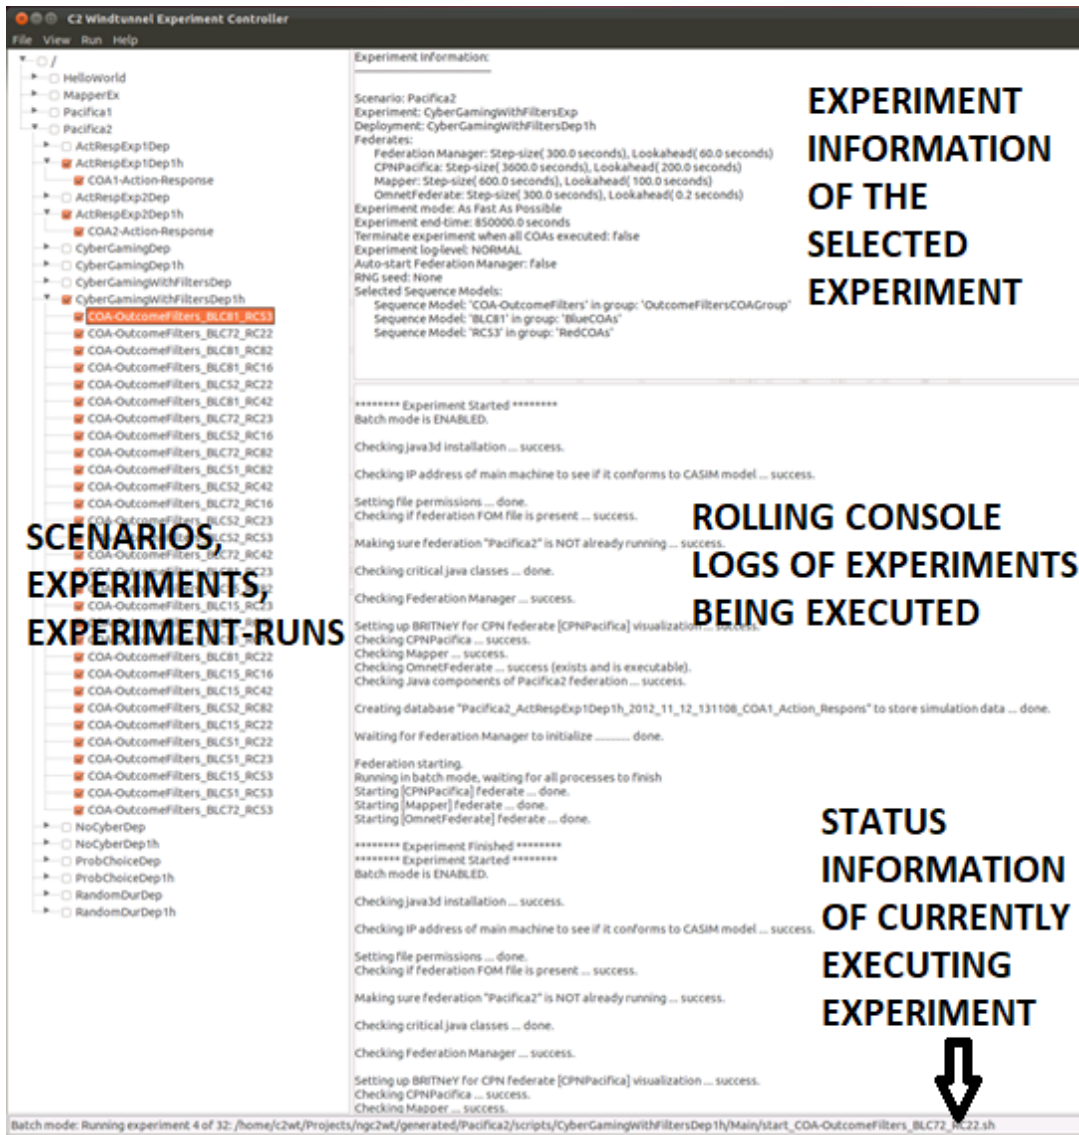 C2 Windtunnel Experiment Controller
File View Run Help
/
HelloWorld
MapperEx
Pacifica1
Pacifica2
ActRespExp1Dep
ActRespExp1Dep1h
COA1-Action-Response
ActRespExp2Dep
ActRespExp2Dep1h
COA2-Action-Response
CyberGamingDep
CyberGamingDep1h
CyberGamingWithFiltersDep
CyberGamingWithFiltersDep1h
COA-OutcomeFilters_BLC81_RC53
COA-OutcomeFilters_BLC72_RC22
COA-OutcomeFilters_BLC81_RC82
COA-OutcomeFilters_BLC81_RC16
COA-OutcomeFilters_BLC52_RC22
COA-OutcomeFilters_BLC81_RC42
COA-OutcomeFilters_BLC72_RC23
COA-OutcomeFilters_BLC52_RC16
COA-OutcomeFilters_BLC72_RC82
COA-OutcomeFilters_BLC51_RC82
COA-OutcomeFilters_BLC52_RC42
COA-OutcomeFilters_BLC72_RC16
SCENARIOS,
EXPERIMENTS,
EXPERIMENT-RUNS
COA-OutcomeFilters_BLC81_RC22
COA-OutcomeFilters_BLC15_RC16
COA-OutcomeFilters_BLC15_RC42
COA-OutcomeFilters_BLC52_RC82
COA-OutcomeFilters_BLC15_RC22
COA-OutcomeFilters_BLC51_RC22
COA-OutcomeFilters_BLC51_RC23
COA-OutcomeFilters_BLC15_RC53
COA-OutcomeFilters_BLC51_RC53
COA-OutcomeFilters_BLC72_RC53
NoCyberDep
NoCyberDep1h
ProbChoiceDep
ProbChoiceDep1h
RandomDurDep
RandomDurDep1h
Experiment Information:
Scenario: Pacifica2
Experiment: CyberGamingWithFiltersExp
Deployment: CyberGamingWithFiltersDep1h
Federates:
Federation Manager: Step-size( 300.0 seconds), Lookahead( 60.0 seconds)
CPNPacifica: Step-size( 3600.0 seconds), Lookahead( 200.0 seconds)
Mapper: Step-size( 600.0 seconds), Lookahead( 100.0 seconds)
OmnetFederate: Step-size( 300.0 seconds), Lookahead( 0.2 seconds)
Experiment mode: As Fast As Possible
Experiment end-time: 850000.0 seconds
Terminate experiment when all COAs executed: false
Experiment log-level: NORMAL
Auto-start Federation Manager: false
RNG seed: None
Selected Sequence Models:
Sequence Model: 'COA-OutcomeFilters' in group: 'OutcomeFiltersCOAGroup'
Sequence Model: 'BLC81' in group: 'BlueCOAs'
Sequence Model: 'RC53' in group: 'RedCOAs'
EXPERIMENT
INFORMATION
OF THE
SELECTED
EXPERIMENT
******** Experiment Started ********
Batch mode is ENABLED.
Checking java3d installation ... success.
Checking IP address of main machine to see if it conforms to CASIM model ... success.
Setting file permissions ... done.
Checking if federation FOM file is present ... success.
Making sure federation "Pacifica2" is NOT already running ... success.
Checking critical java classes ... done.
Checking Federation Manager ... success.
Setting up BRITNeY for CPN federate [CPNPacifica] visualization ... success.
Checking CPNPacifica ... success.
Checking Mapper ... success.
Checking OmnetFederate ... success (exists and is executable).
Checking Java components of Pacifica2 federation ... success.
Creating database "Pacifica2_ActRespExp1Dep1h_2012_11_12_131108_COA1_Action_Respons" to store simulation data ... done.
Waiting for Federation Manager to initialize .......... done.
Federation starting.
Running in batch mode, waiting for all processes to finish
Starting [CPNPacifica] federate ... done.
Starting [Mapper] federate ... done.
Starting [OmnetFederate] federate ... done.
******** Experiment Finished ********
******** Experiment Started ********
Batch mode is ENABLED.
Checking java3d installation ... success.
Checking IP address of main machine to see if it conforms to CASIM model ... success.
Setting file permissions ... done.
Checking if federation FOM file is present ... success.
Making sure federation "Pacifica2" is NOT already running ... success.
Checking critical java classes ... done.
Checking Federation Manager ... success.
Setting up BRITNeY for CPN federate [CPNPacifica] visualization ... success.
Checking CPNPacifica ... success.
Checking Mapper ... success.
ROLLING CONSOLE
LOGS OF EXPERIMENTS
BEING EXECUTED
STATUS
INFORMATION
OF CURRENTLY
EXECUTING
EXPERIMENT
Batch mode: Running experiment 4 of 32: /home/c2wt/Projects/ngc2wt/generated/Pacifica2/scripts/CyberGamingWithFiltersDep1h/Main/start_COA-OutcomeFilters_BLC72_RC22.sh